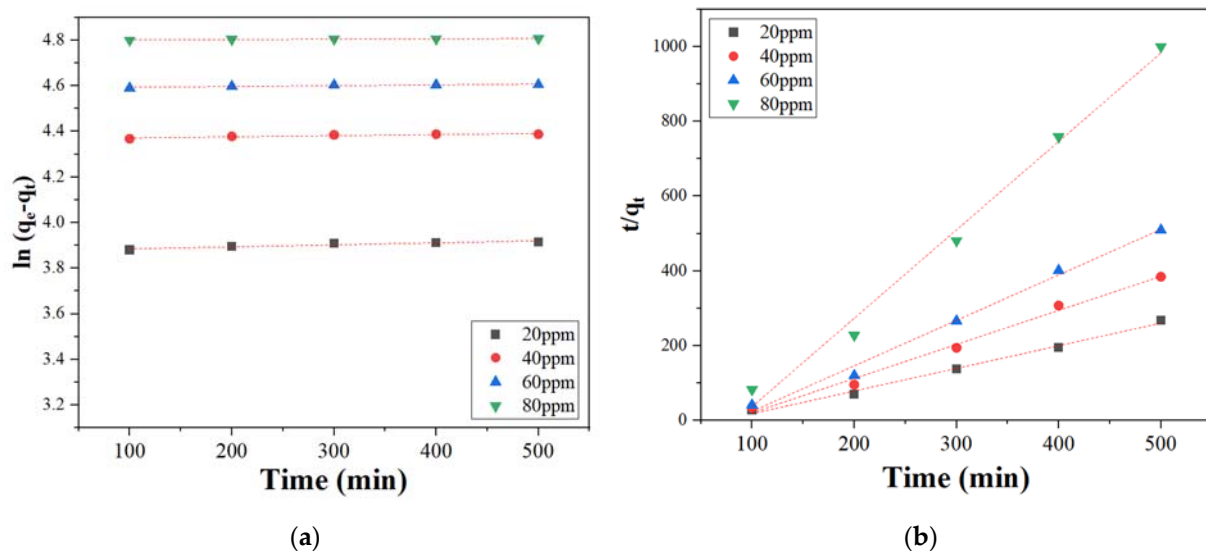 4.8
4.6
4.4
4.2
4.0
3.8
3.6
3.4
3.2
ln (qₑ-qₜ)
20ppm
40ppm
60ppm
80ppm
100 200 300 400 500
Time (min)
(a)
1000
800
600
400
200
0
t/qₜ
20ppm
40ppm
60ppm
80ppm
100 200 300 400 500
Time (min)
(b)